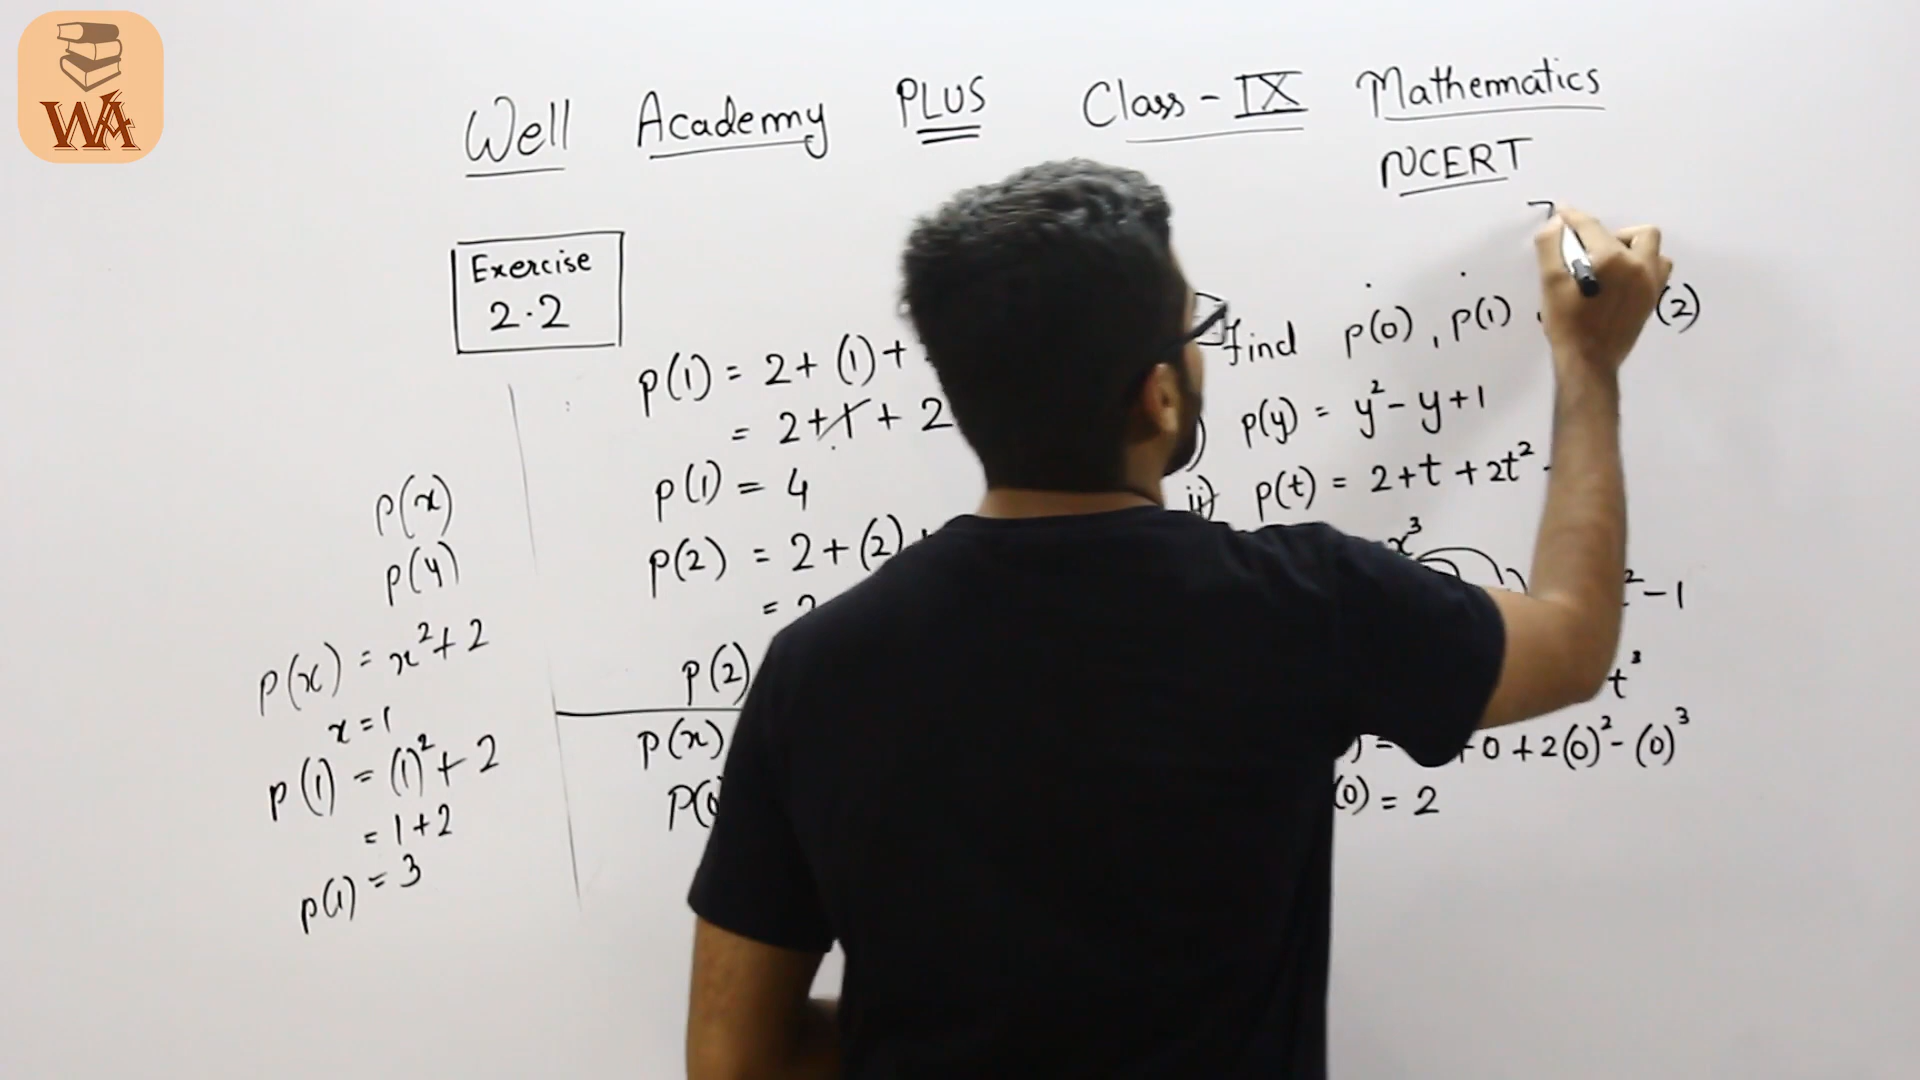 WA
Well Academy PLUS Class - IX Mathematics
NCERT
Exercise
2.2
p(x)
p(y)
p(x) = x² + 2
x = 1
p(1) = (1)² + 2
= 1 + 2
p(1) = 3
p(1) = 2 + (1) +
= 2 + 1 + 2
p(1) = 4
p(2) = 2 + (2)
= 2
p(2)
p(x)
P(0
find p(0), p(1), (2)
) p(y) = y² - y + 1
ii) p(t) = 2 + t + 2t² -
x³
² - 1
t³
) = + 0 + 2(0)² - (0)³
(0) = 2